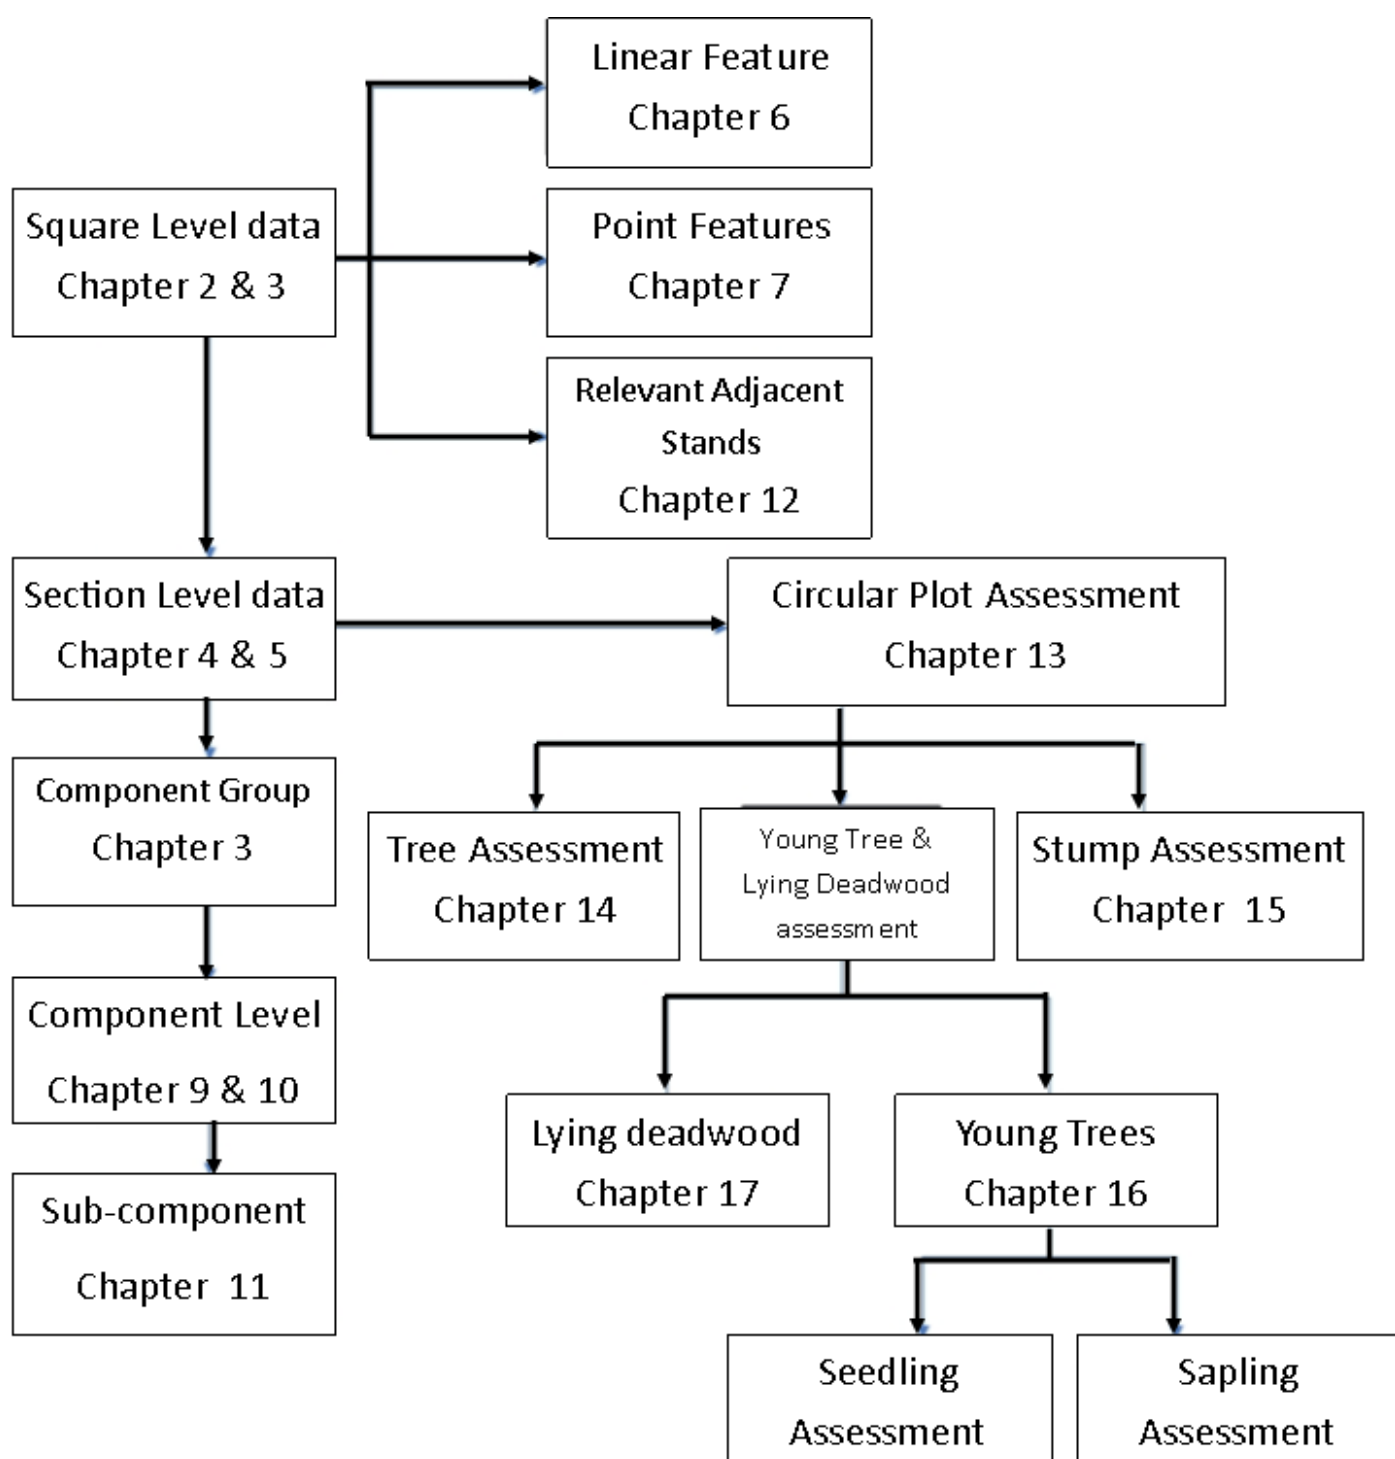 Linear Feature
Chapter 6
Square Level data
Chapter 2 & 3
Point Features
Chapter 7
Relevant Adjacent
Stands
Chapter 12
Section Level data
Chapter 4 & 5
Circular Plot Assessment
Chapter 13
Component Group
Chapter 3
Tree Assessment
Chapter 14
Young Tree &
Lying Deadwood
assessment
Stump Assessment
Chapter 15
Component Level
Chapter 9 & 10
Lying deadwood
Chapter 17
Young Trees
Chapter 16
Sub-component
Chapter 11
Seedling
Assessment
Sapling
Assessment